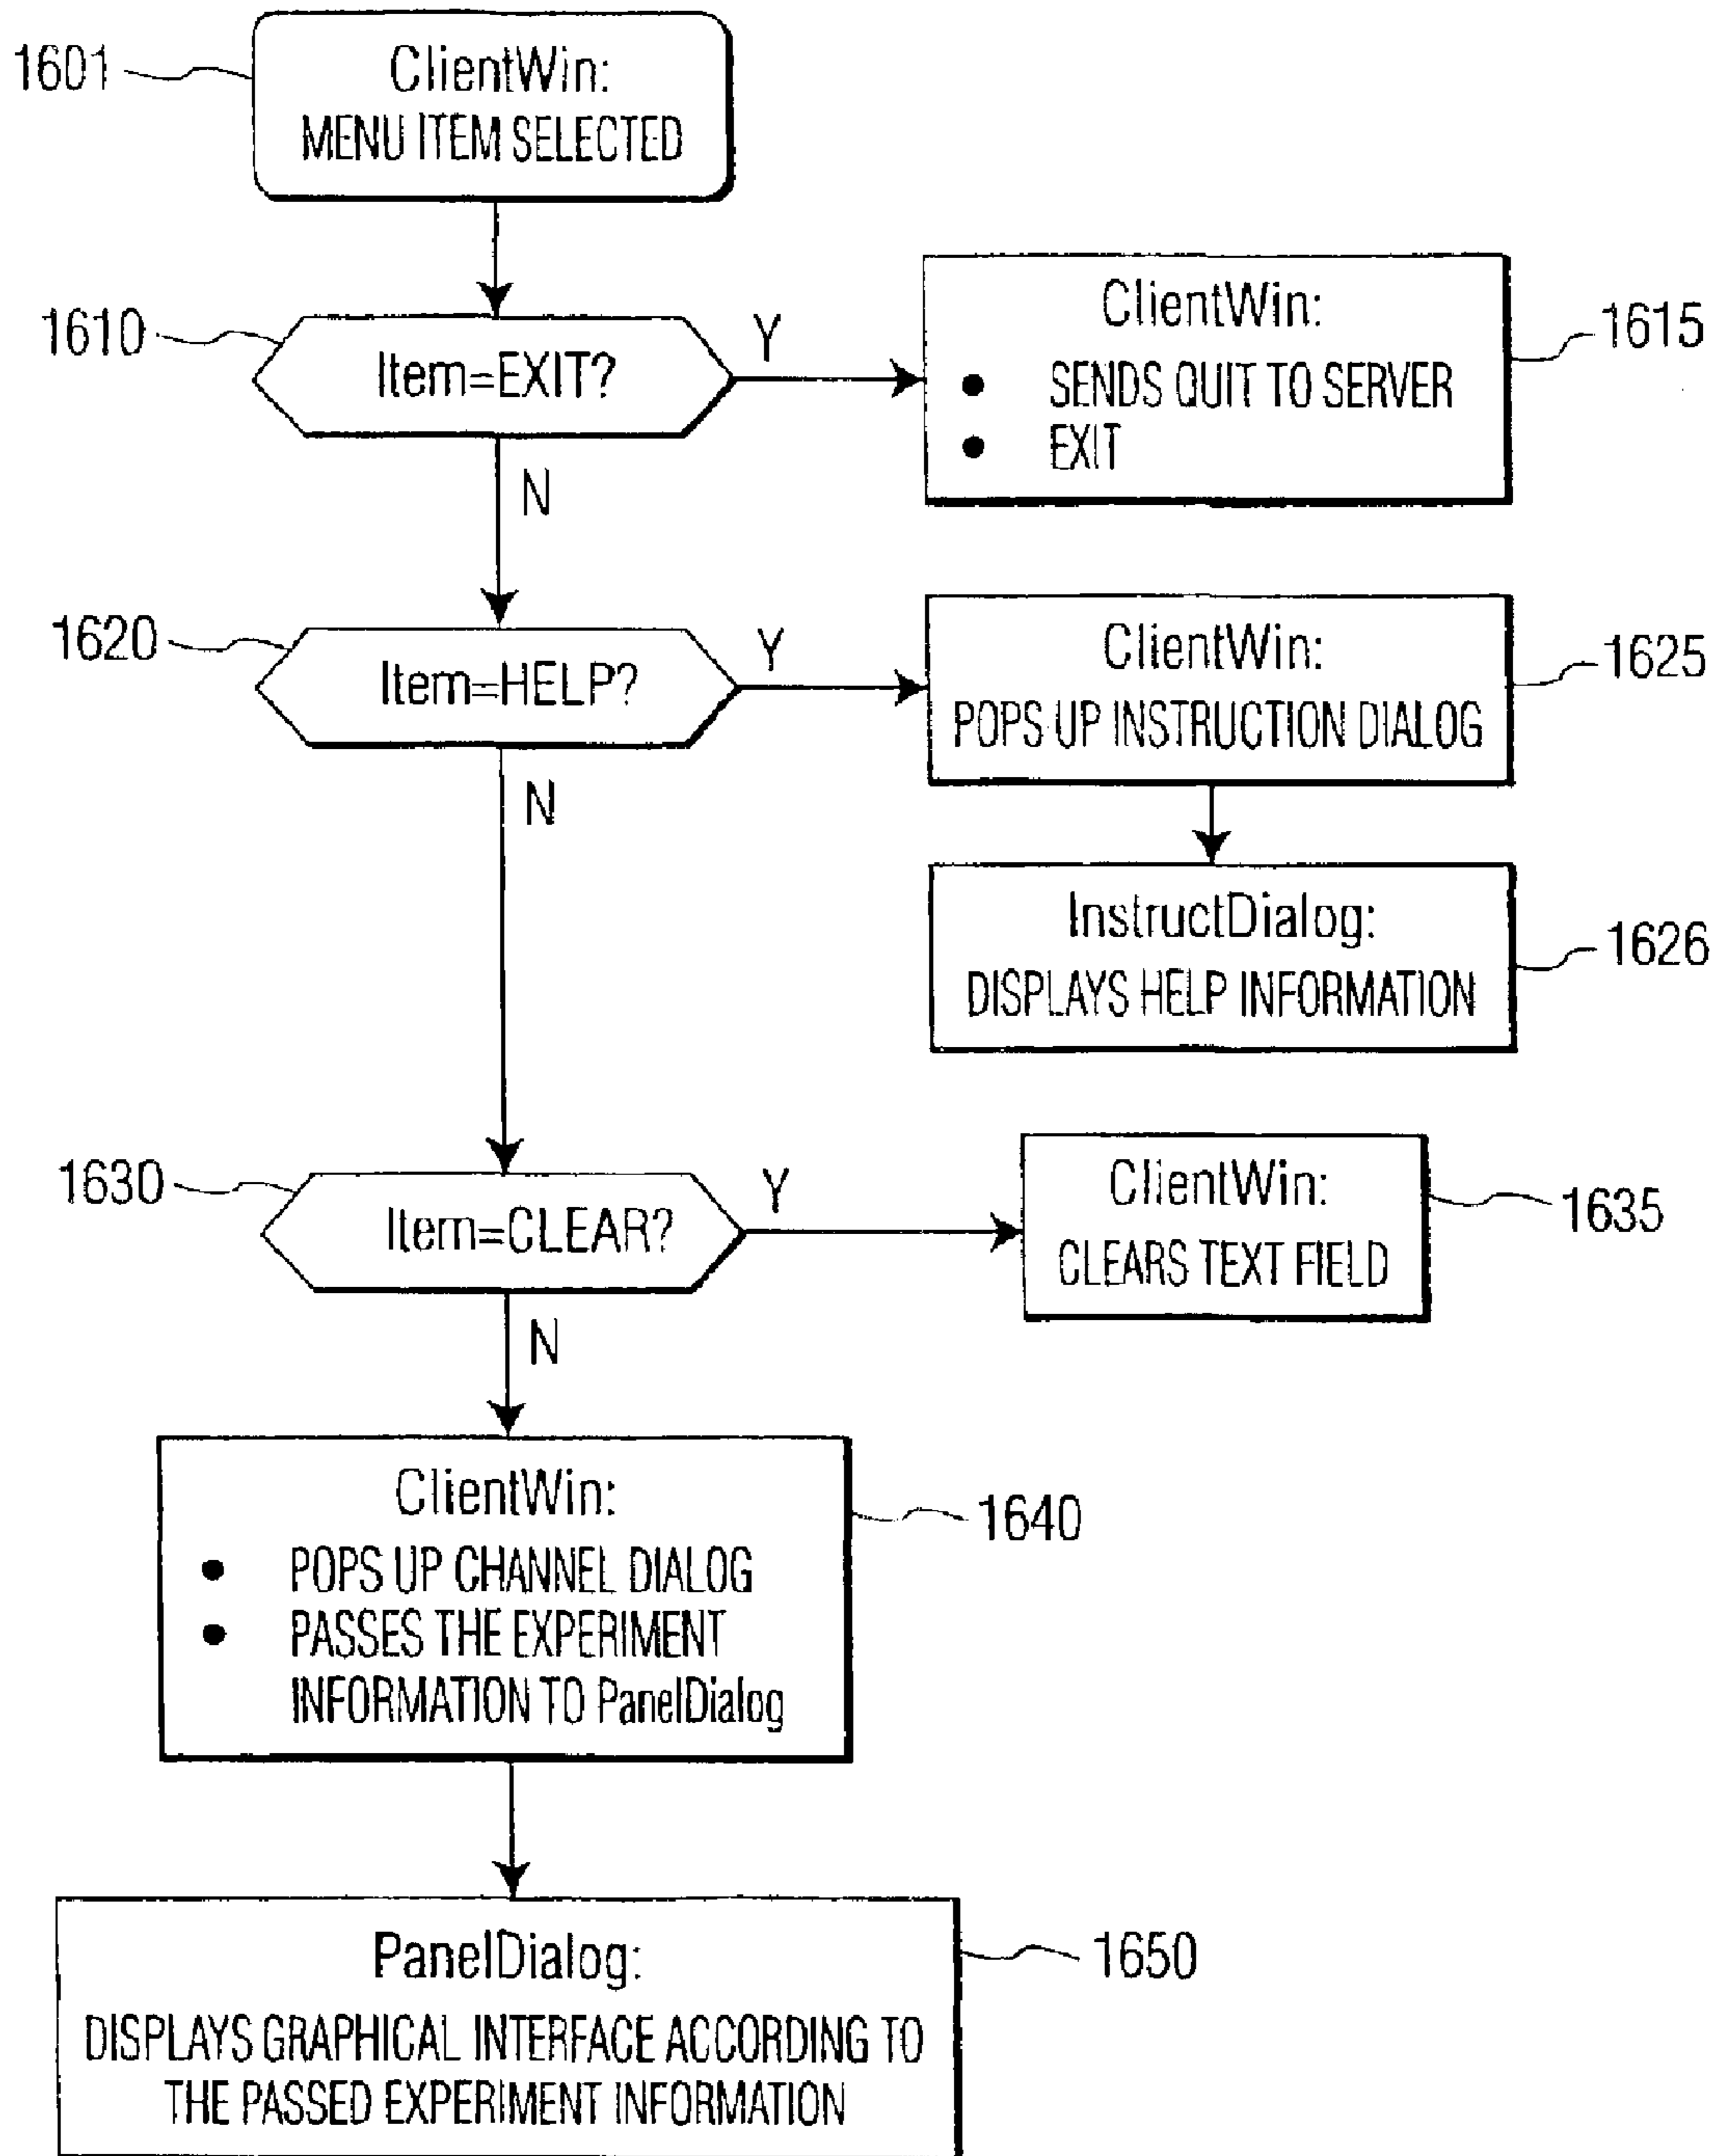 1601
ClientWin:
MENU ITEM SELECTED
1610
Item=EXIT?
Y
N
ClientWin:
• SENDS QUIT TO SERVER
• EXIT
1615
1620
Item=HELP?
Y
N
ClientWin:
POPS UP INSTRUCTION DIALOG
1625
InstructDialog:
DISPLAYS HELP INFORMATION
1626
1630
Item=CLEAR?
Y
N
ClientWin:
CLEARS TEXT FIELD
1635
ClientWin:
• POPS UP CHANNEL DIALOG
• PASSES THE EXPERIMENT
INFORMATION TO PanelDialog
1640
PanelDialog:
DISPLAYS GRAPHICAL INTERFACE ACCORDING TO
THE PASSED EXPERIMENT INFORMATION
1650